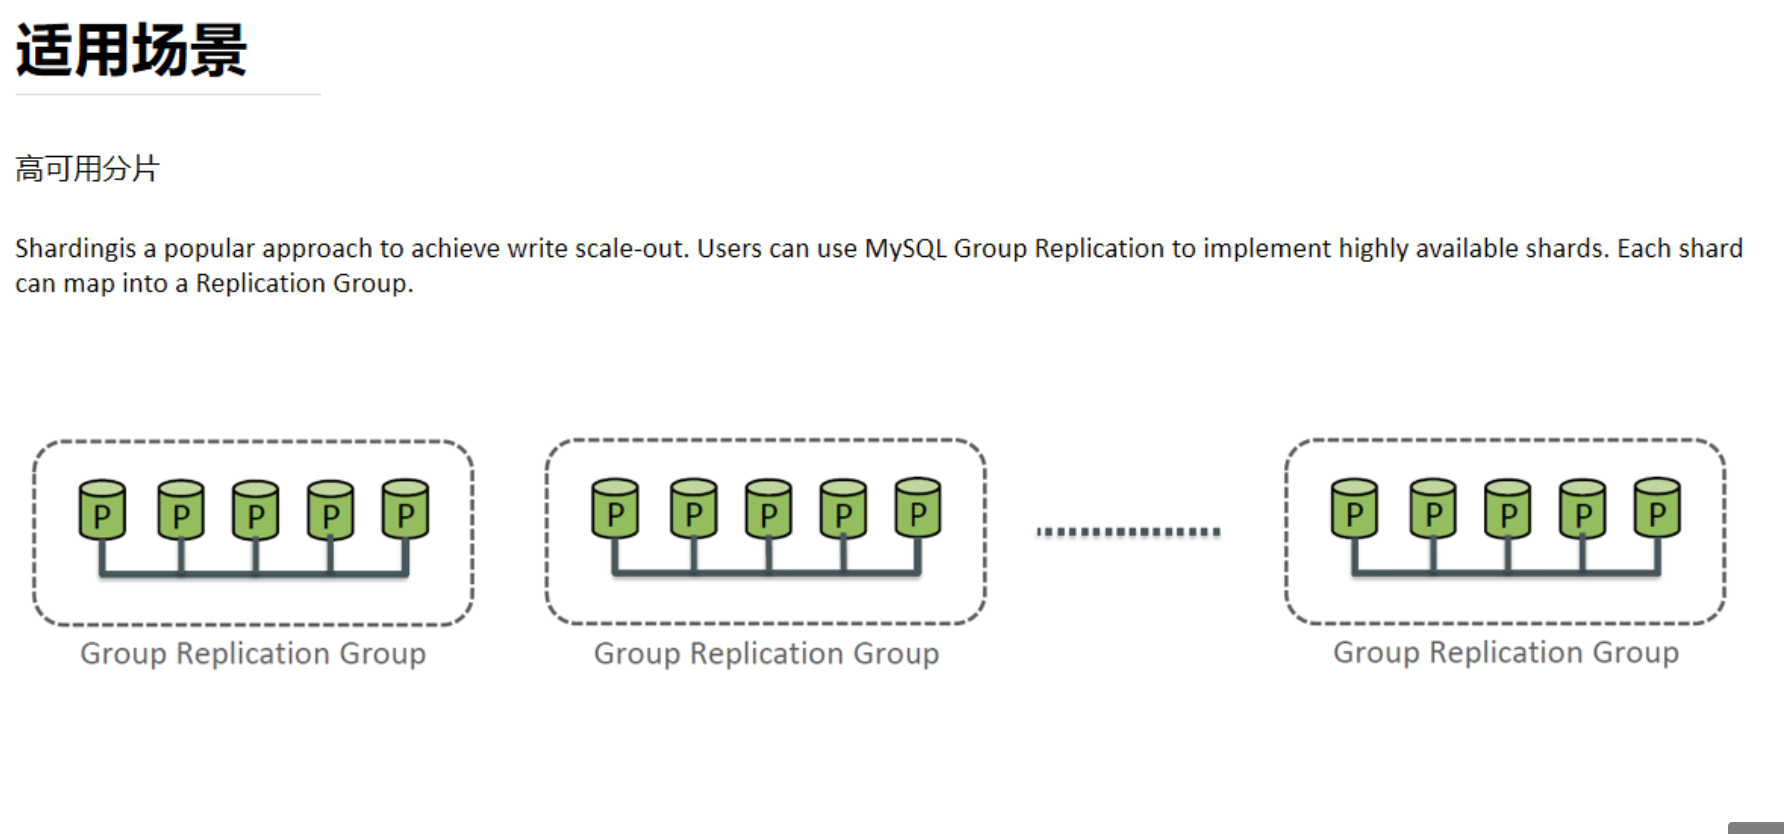 适用场景
高可用分片
Shardingis a popular approach to achieve write scale-out. Users can use MySQL Group Replication to implement highly available shards. Each shard
can map into a Replication Group.
P P P P P
P P P P P
P P P P P
Group Replication Group
Group Replication Group
Group Replication Group